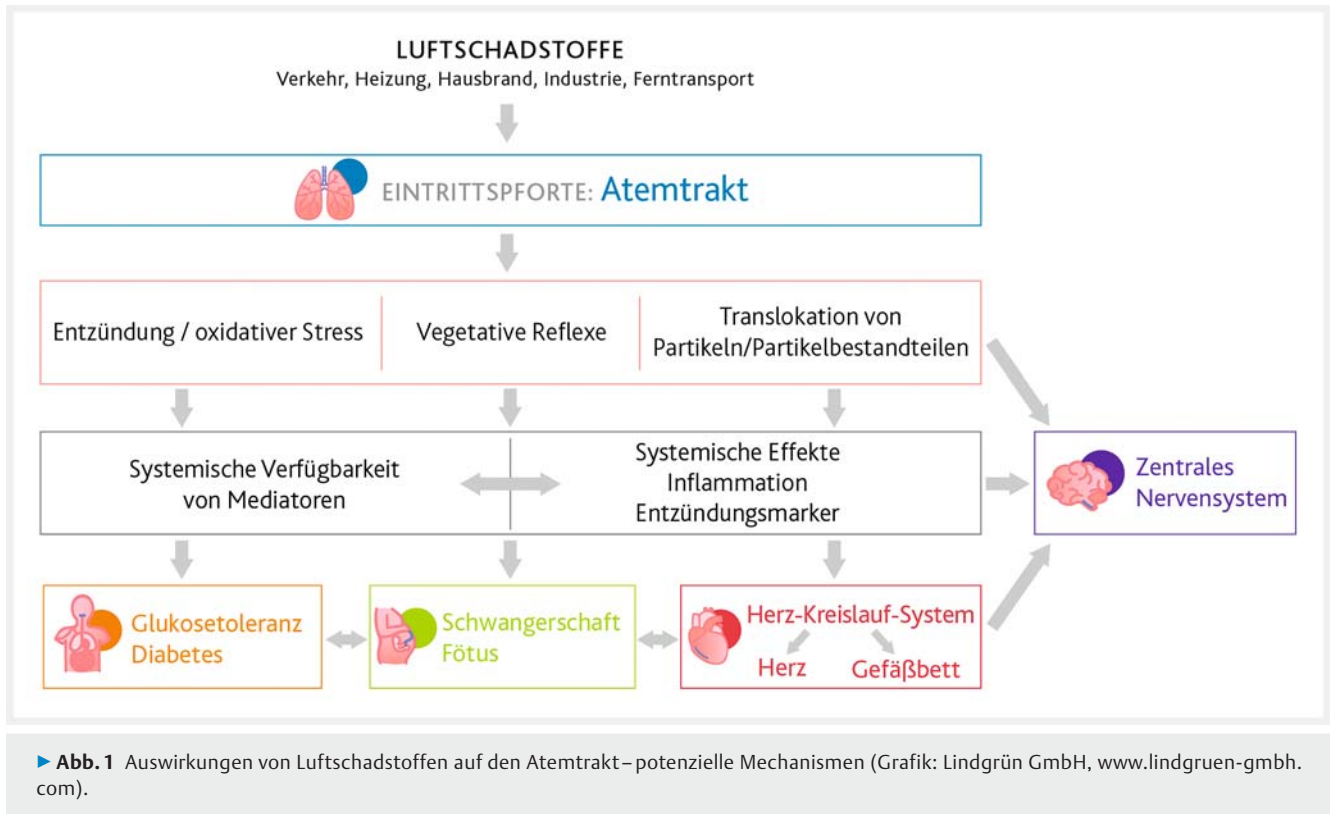 LUFTSCHADSTOFFE
Verkehr, Heizung, Hausbrand, Industrie, Ferntransport
EINTRITTSPFORTE: Atemtrakt
Entzündung / oxidativer Stress
Vegetative Reflexe
Translokation von
Partikeln/Partikelbestandteilen
Systemische Verfügbarkeit
von Mediatoren
Systemische Effekte
Inflammation
Entzündungsmarker
Zentrales
Nervensystem
Glukosetoleranz
Diabetes
Schwangerschaft
Fötus
Herz-Kreislauf-System
Herz
Gefäßbett
▶ Abb. 1 Auswirkungen von Luftschadstoffen auf den Atemtrakt – potenzielle Mechanismen (Grafik: Lindgrün GmbH, www.lindgruen-gmbh.
com).